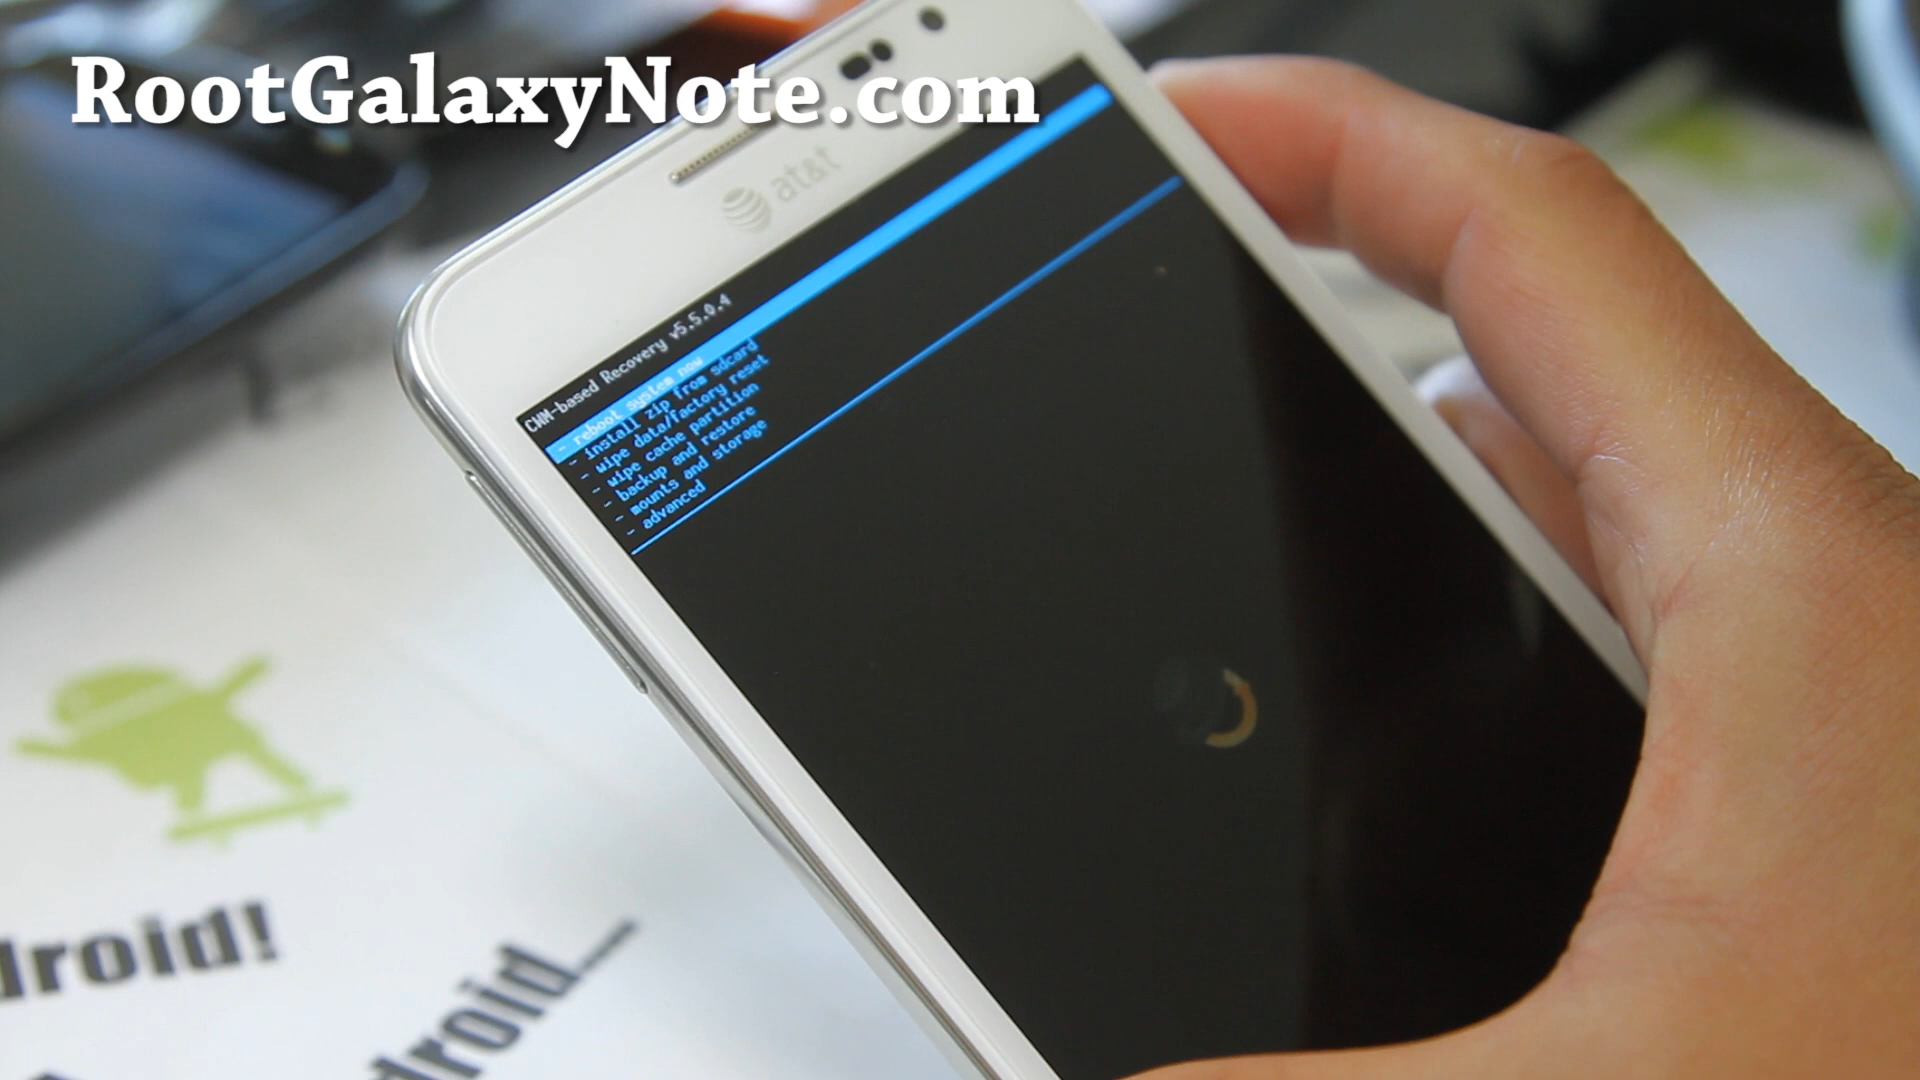 RootGalaxyNote.com
at&t
CWM-based Recovery v5.5.0.4
- reboot system now
- install zip from sdcard
- wipe data/factory reset
- wipe cache partition
- backup and restore
- mounts and storage
- advanced
droid!
droid...